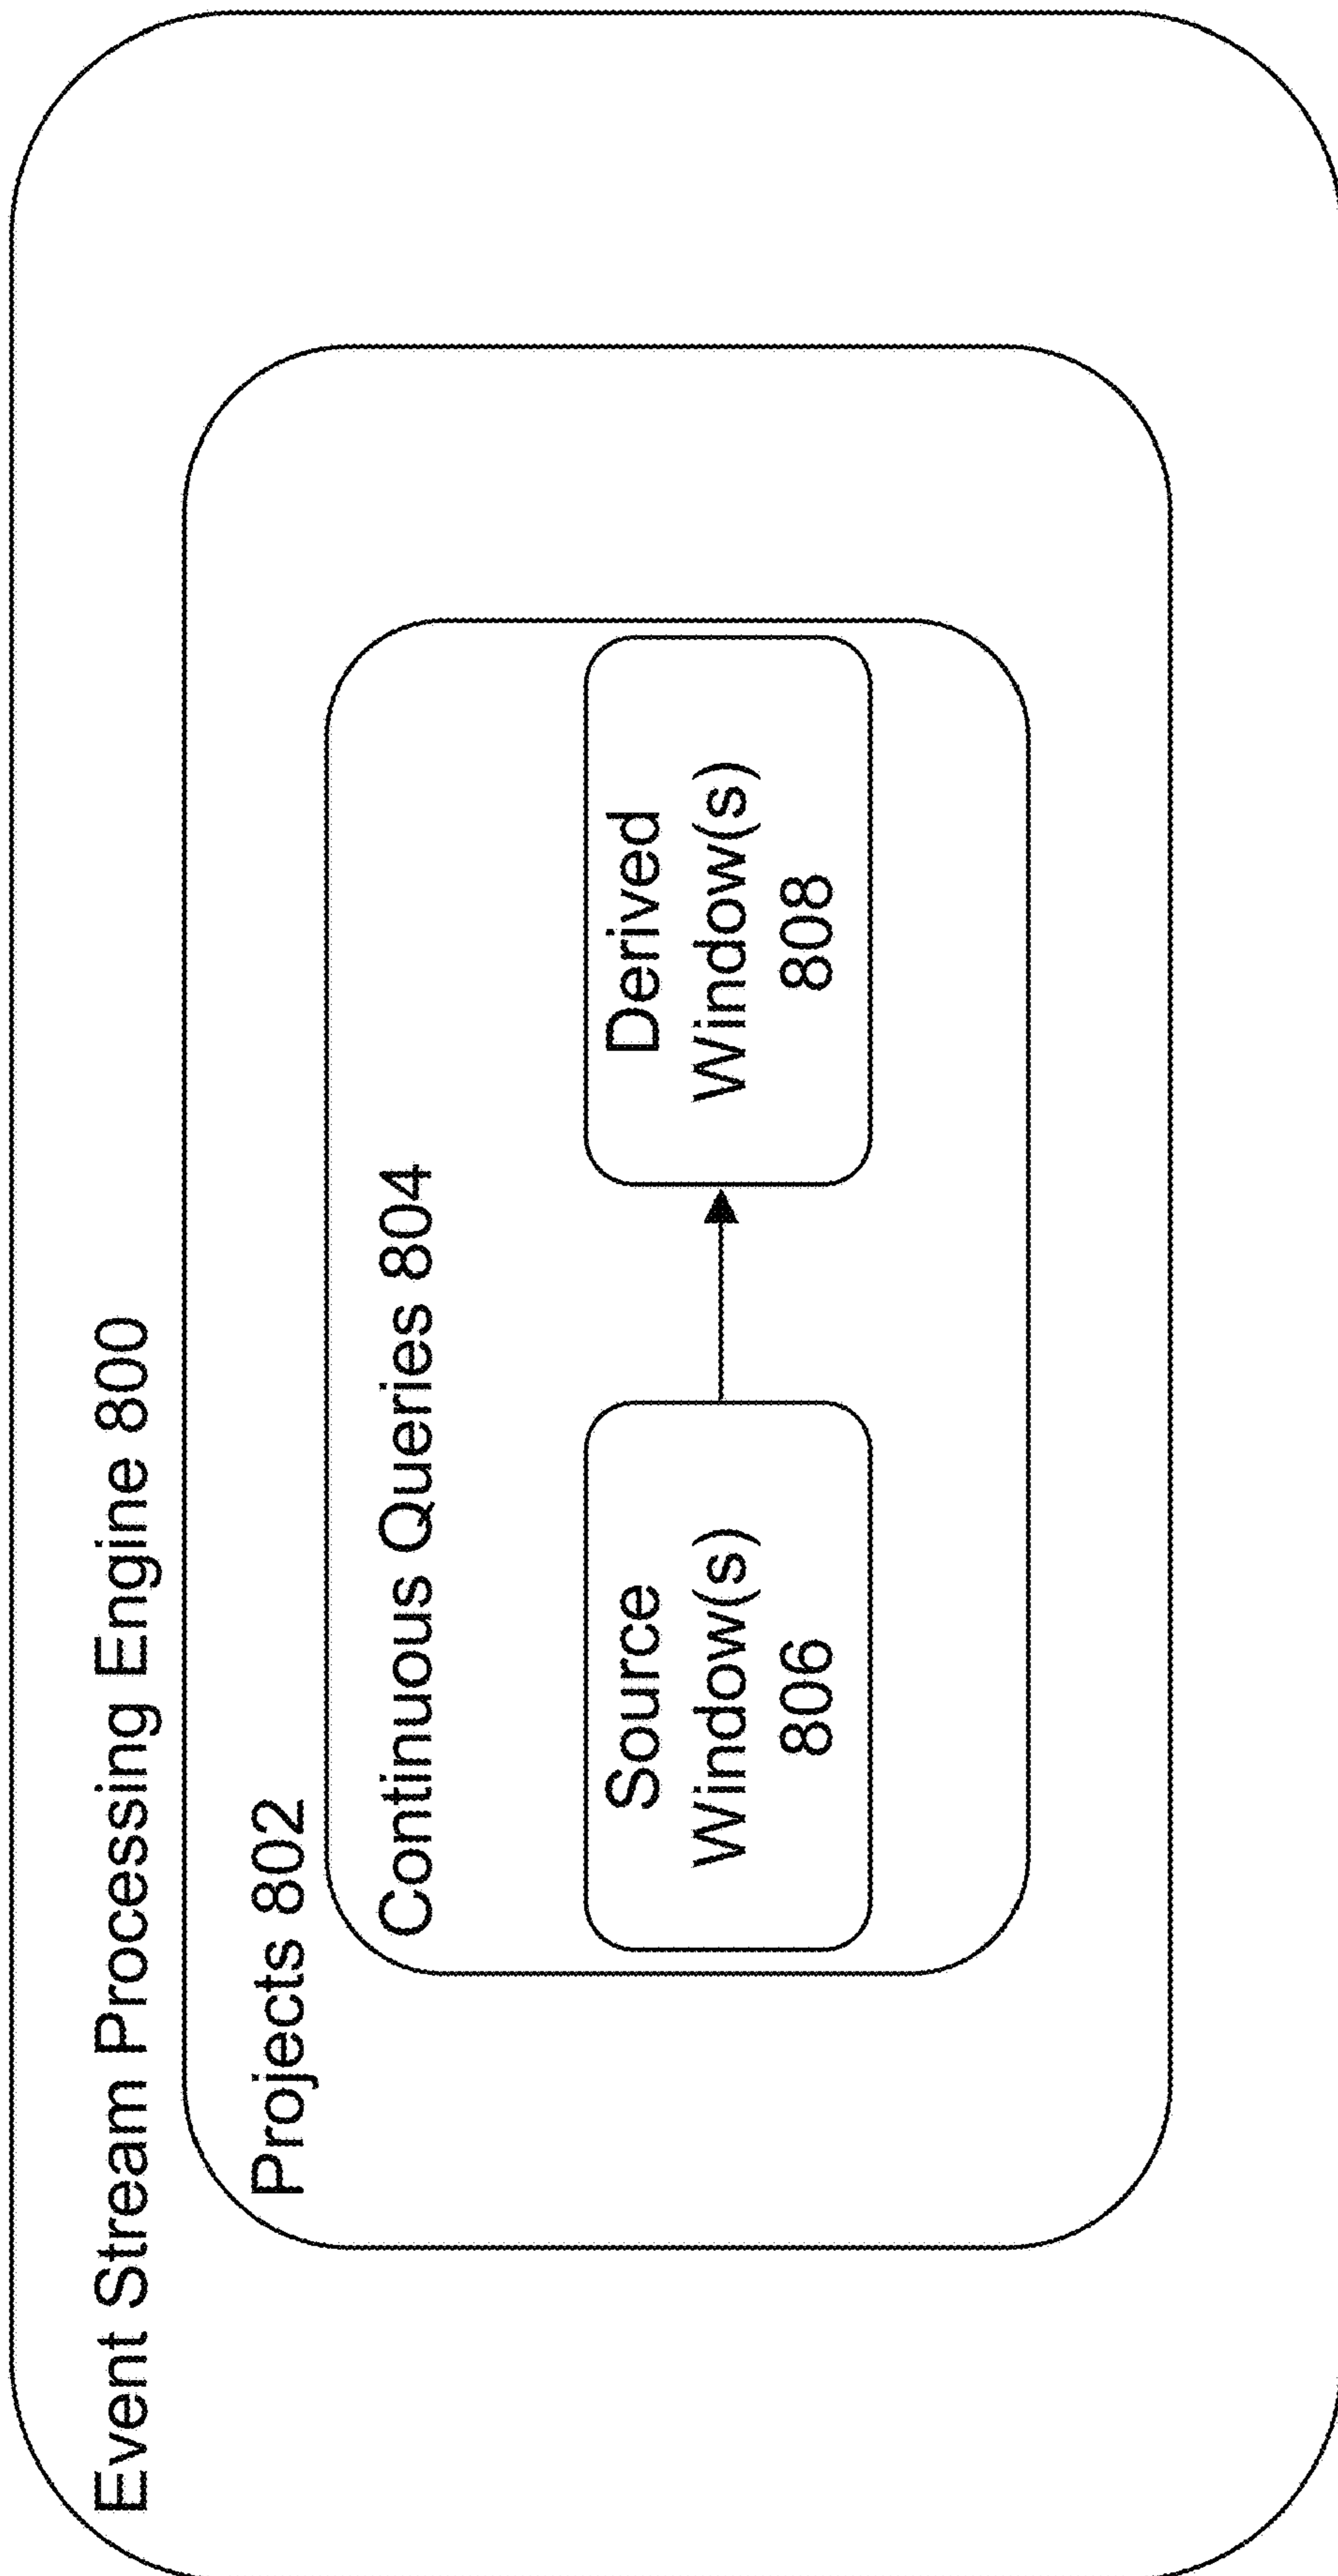 Event Stream Processing Engine 800
Projects 802
Continuous Queries 804
Source
Window(s)
806
Derived
Window(s)
808